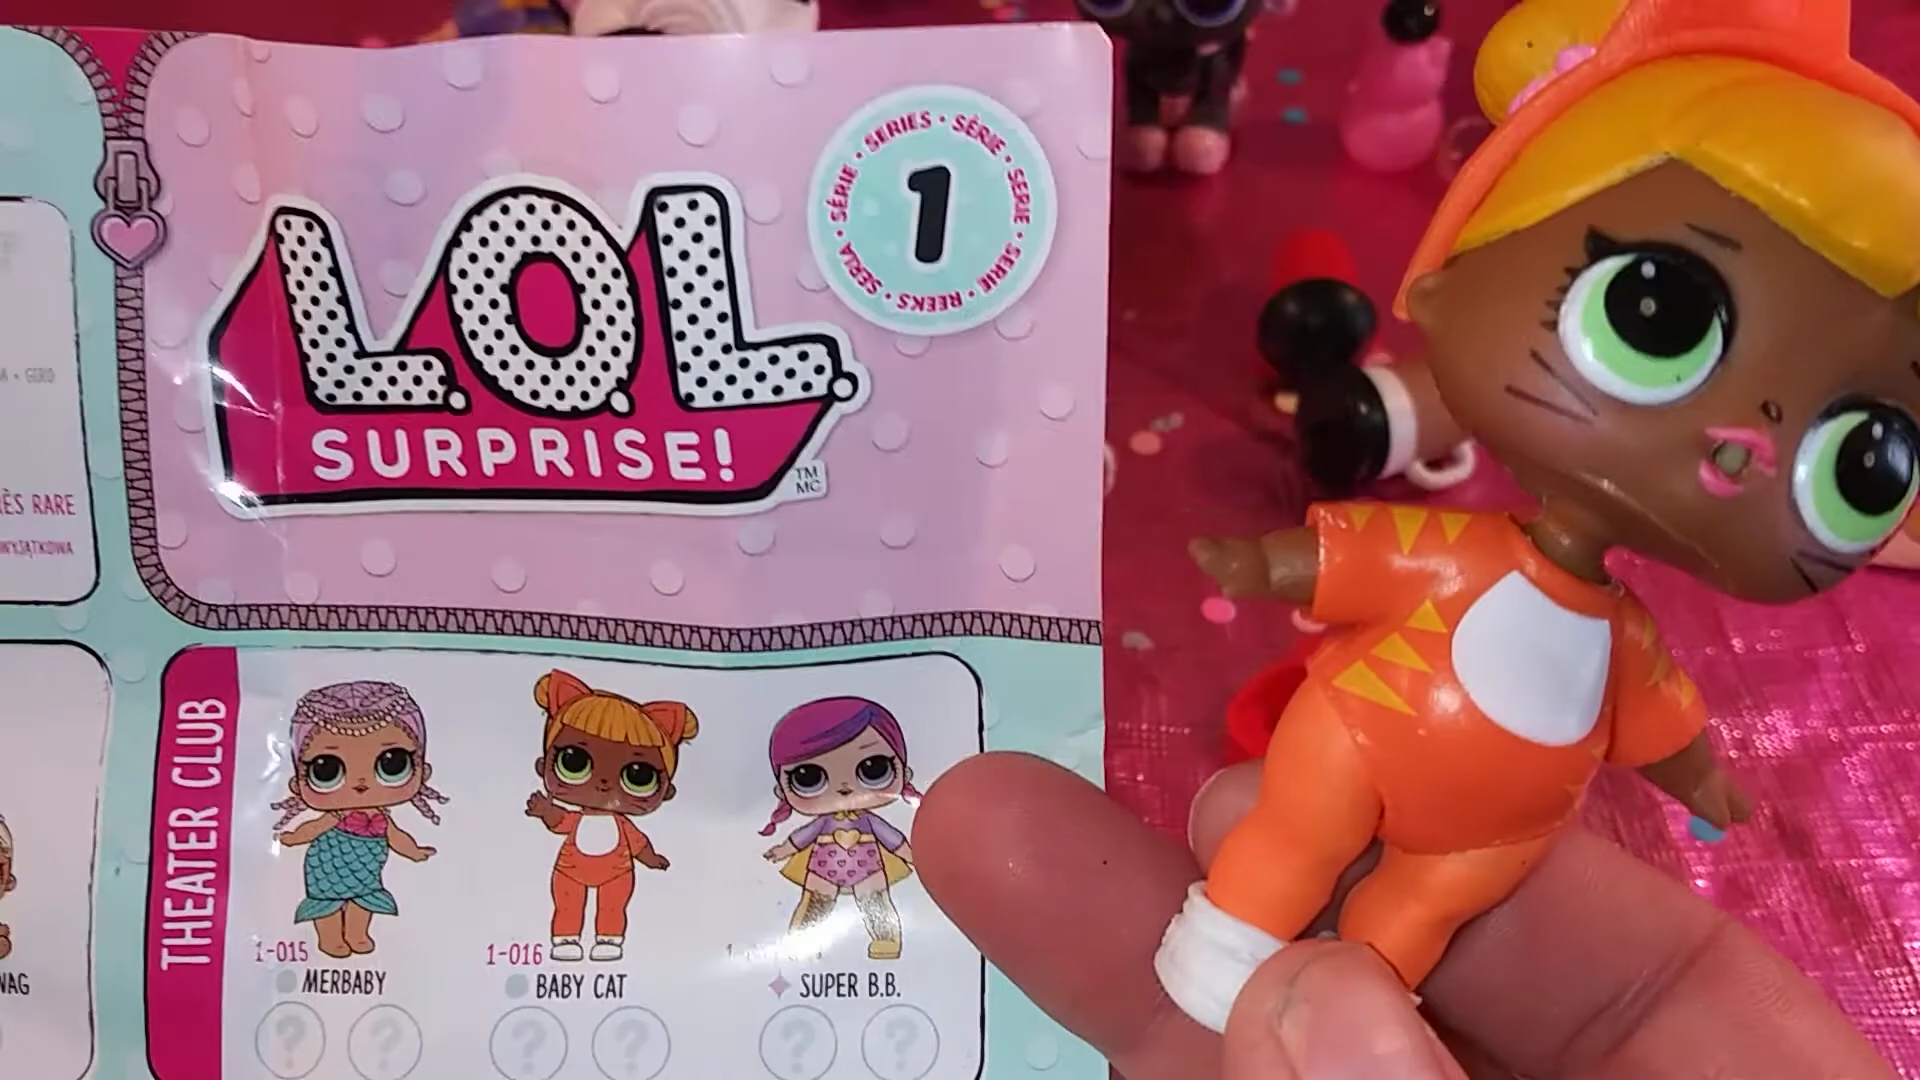 SÉRIE • SERIES • SÉRIE • SERIE • SERIE • REEKS • SERIA •
1
L.O.L.
SURPRISE!
TM
MC
ÈS RARE
WYJĄTKOWA
THEATER CLUB
1-015
MERBABY
1-016
BABY CAT
SUPER B.B.
? ? ? ? ? ?